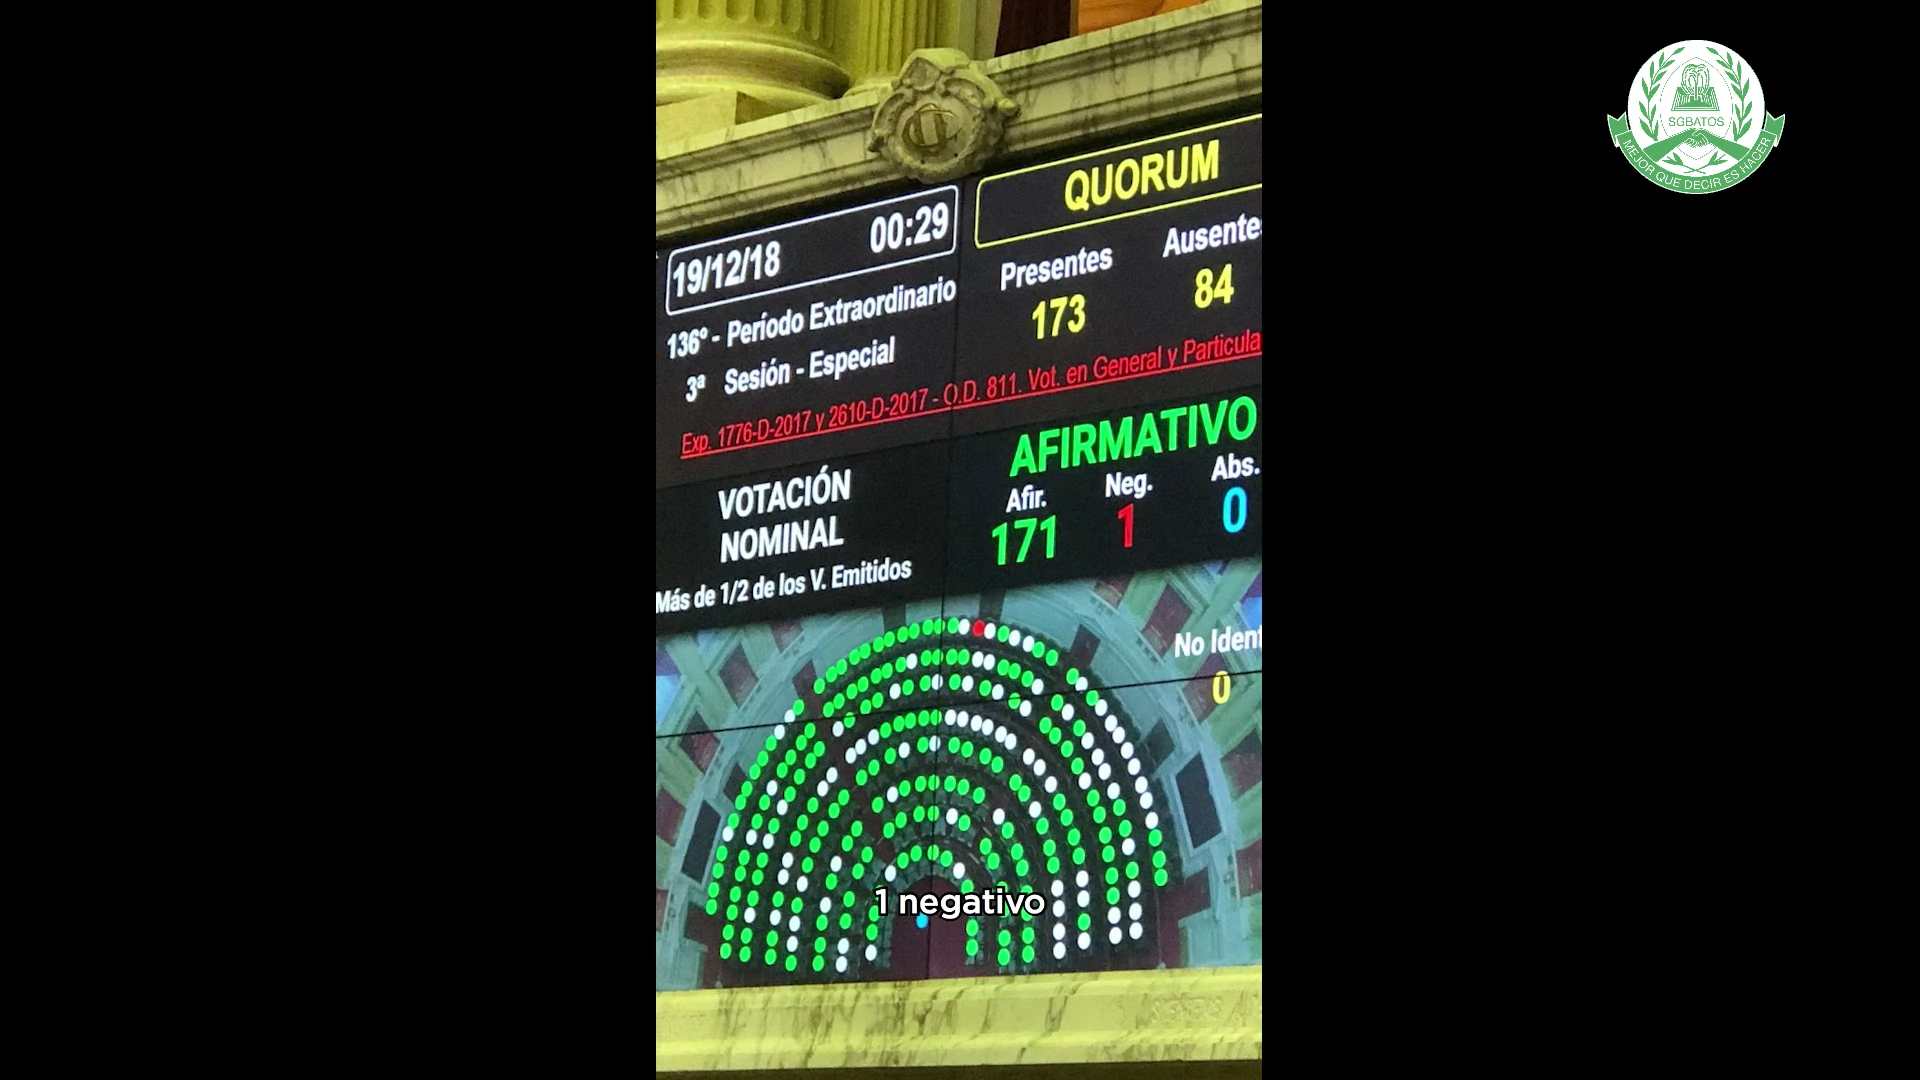 19/12/18 00:29
136º - Período Extraordinario
3ª Sesión - Especial
QUORUM
Presentes Ausente
173 84
Exp. 1776-D-2017 y 2610-D-2017 - O.D. 811. Vot. en General y Particula
VOTACIÓN
NOMINAL
Más de 1/2 de los V. Emitidos
AFIRMATIVO
Afir. Neg. Abs.
171 1 0
No Ident
0
1 negativo
SGBATOS
MEJOR QUE DECIR ES HACER